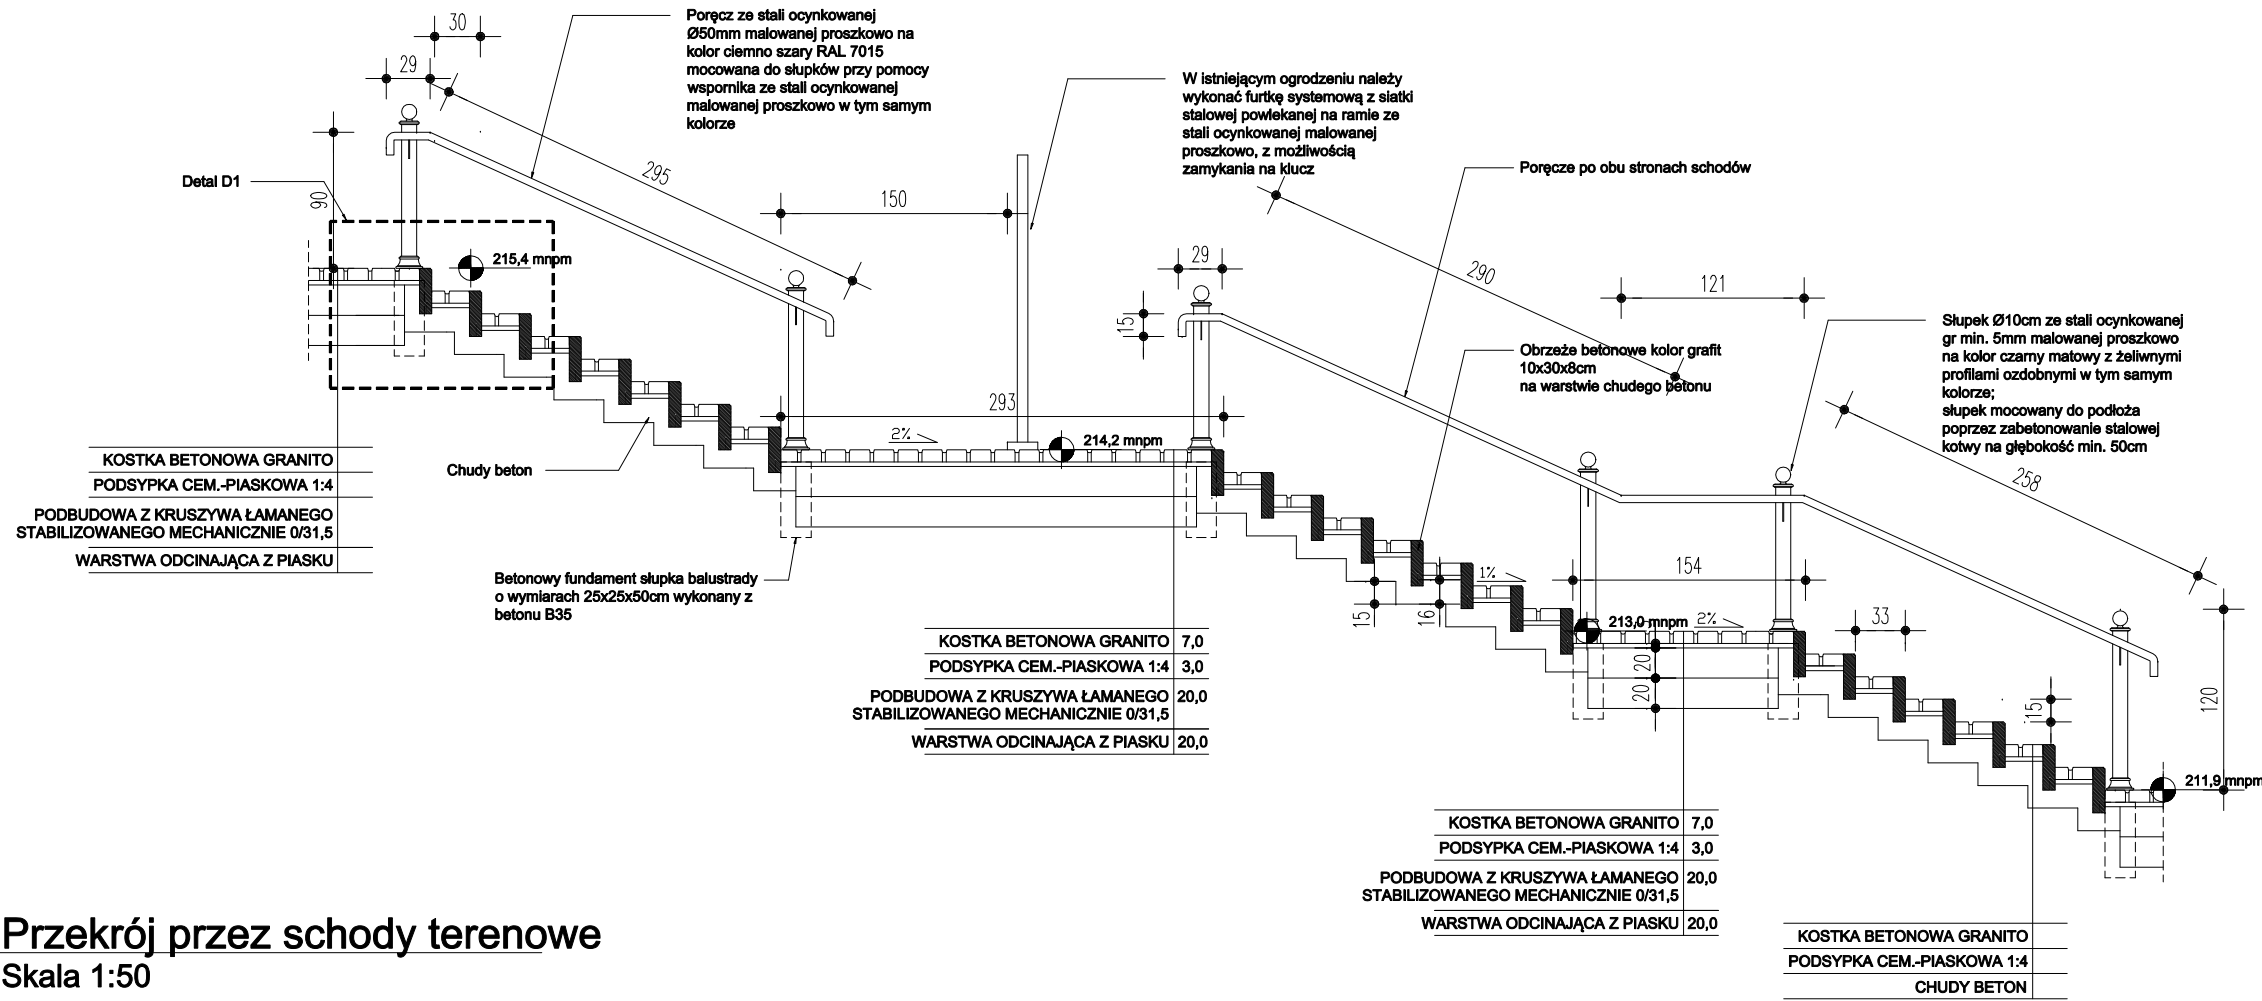 30
29
Poręcz ze stali ocynkowanej
Ø50mm malowanej proszkowo na
kolor ciemno szary RAL 7015
mocowana do słupków przy pomocy
wspornika ze stali ocynkowanej
malowanej proszkowo w tym samym
kolorze
W istniejącym ogrodzeniu należy
wykonać furtkę systemową z siatki
stalowej powlekanej na ramie ze
stali ocynkowanej malowanej
proszkowo, z możliwością
zamykania na klucz
Poręcze po obu stronach schodów
Detal D1
90
295
150
215,4 mnpm
29
15
290
121
Obrzeże betonowe kolor grafit
10x30x8cm
na warstwie chudego betonu
Słupek Ø10cm ze stali ocynkowanej
gr min. 5mm malowanej proszkowo
na kolor czarny matowy z żeliwnymi
profilami ozdobnymi w tym samym
kolorze;
słupek mocowany do podłoża
poprzez zabetonowanie stalowej
kotwy na głębokość min. 50cm
258
293
2%
214,2 mnpm
Chudy beton
KOSTKA BETONOWA GRANITO
PODSYPKA CEM.-PIASKOWA 1:4
PODBUDOWA Z KRUSZYWA ŁAMANEGO
STABILIZOWANEGO MECHANICZNIE 0/31,5
WARSTWA ODCINAJĄCA Z PIASKU
Betonowy fundament słupka balustrady
o wymiarach 25x25x50cm wykonany z
betonu B35
15
16
1%
154
213,0 mnpm
2%
20
20
33
15
120
211,9 mnpm
KOSTKA BETONOWA GRANITO 7,0
PODSYPKA CEM.-PIASKOWA 1:4 3,0
PODBUDOWA Z KRUSZYWA ŁAMANEGO 20,0
STABILIZOWANEGO MECHANICZNIE 0/31,5
WARSTWA ODCINAJĄCA Z PIASKU 20,0
KOSTKA BETONOWA GRANITO 7,0
PODSYPKA CEM.-PIASKOWA 1:4 3,0
PODBUDOWA Z KRUSZYWA ŁAMANEGO 20,0
STABILIZOWANEGO MECHANICZNIE 0/31,5
WARSTWA ODCINAJĄCA Z PIASKU 20,0
KOSTKA BETONOWA GRANITO
PODSYPKA CEM.-PIASKOWA 1:4
CHUDY BETON
Przekrój przez schody terenowe
Skala 1:50